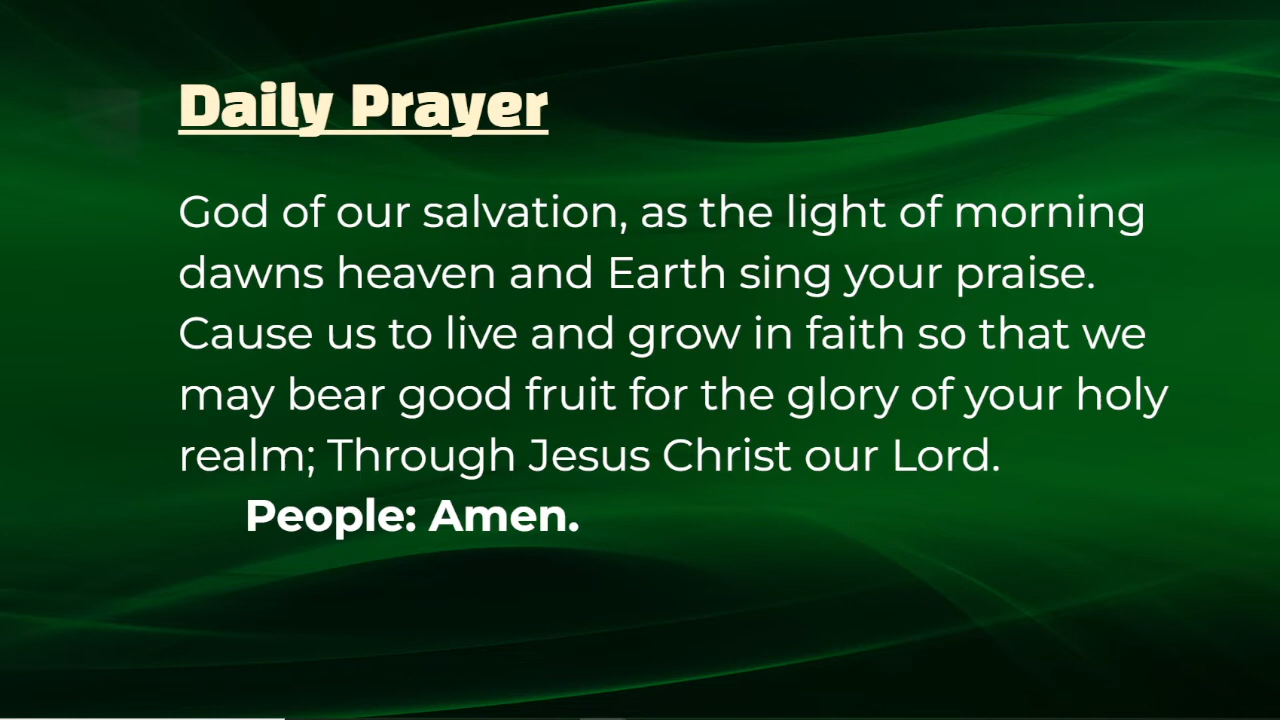 Daily Prayer
God of our salvation, as the light of morning
dawns heaven and Earth sing your praise.
Cause us to live and grow in faith so that we
may bear good fruit for the glory of your holy
realm; Through Jesus Christ our Lord.
People: Amen.